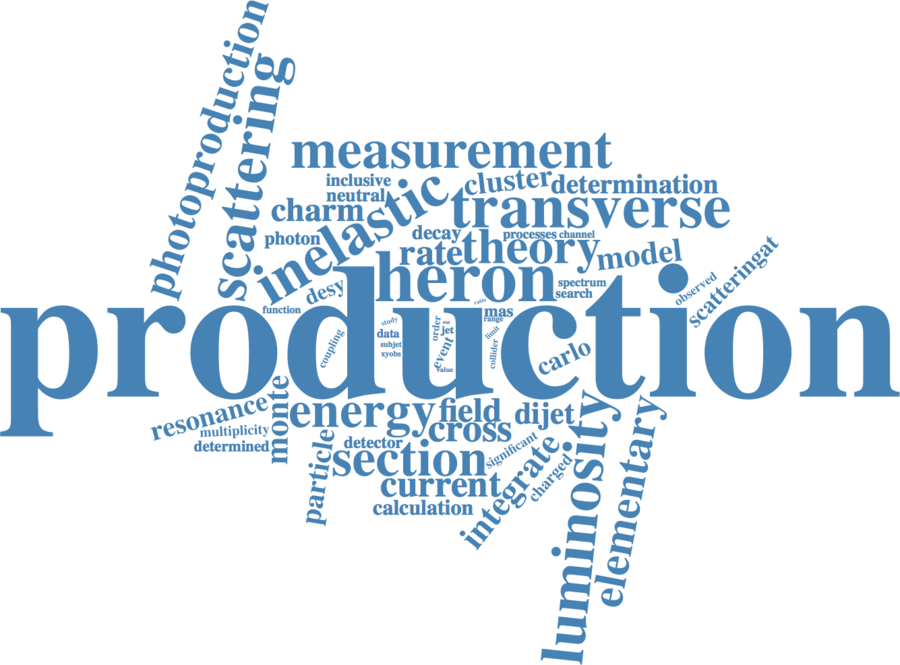 photoproduction
scattering
measurement
inclusive
neutral
inelastic
cluster
determination
charm
transverse
photon
decay
processes
channel
rate
theory
model
heron
desy
function
spectrum
search
observed
scatteringat
production
ratio
mas
range
study
data
subjet
xyobs
coupling
order
jet
event
value
limit
collider
carlo
resonance
multiplicity
determined
monte
energy
field
dijet
cross
detector
section
significant
particle
current
calculation
integrate
charged
luminosity
elementary